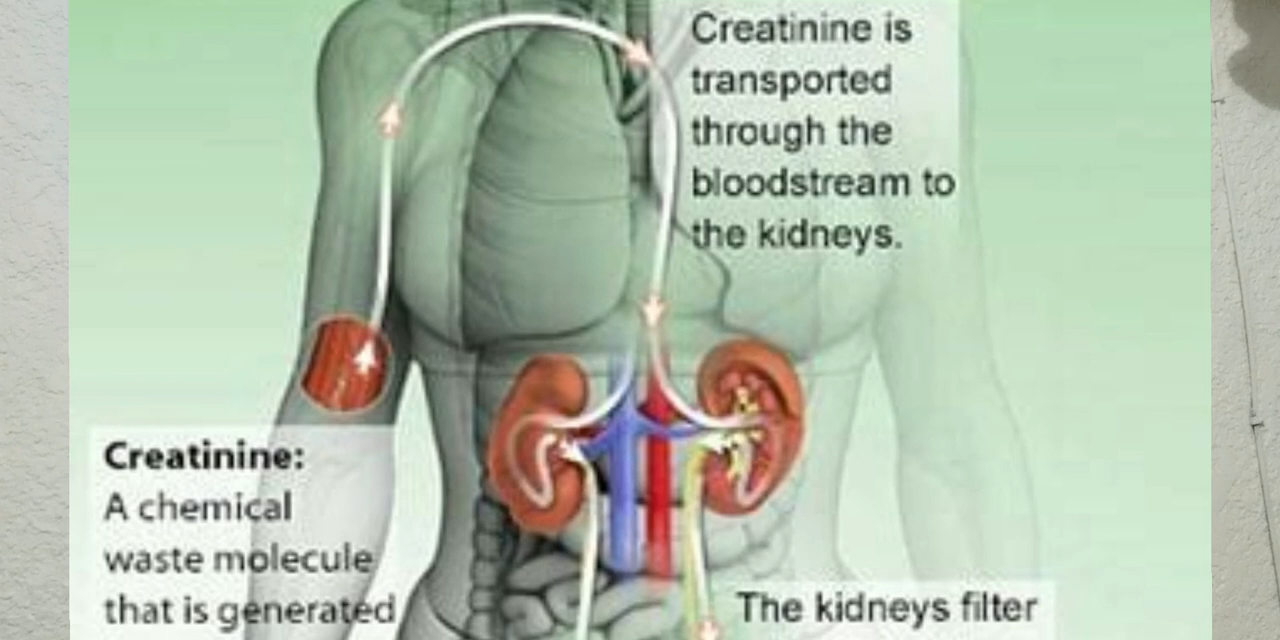 Creatinine is
transported
through the
bloodstream to
the kidneys.
Creatinine:
A chemical
waste molecule
that is generated
The kidneys filter